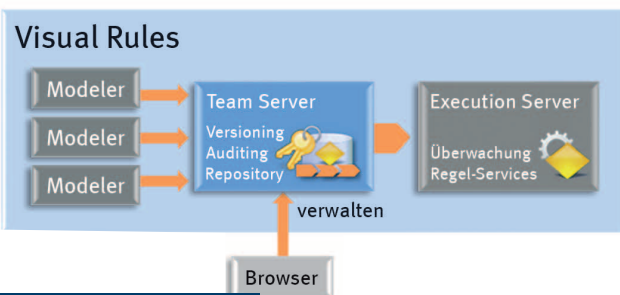 Visual Rules
Modeler
Modeler
Modeler
Team Server
Versioning
Auditing
Repository
Execution Server
Überwachung
Regel-Services
verwalten
Browser